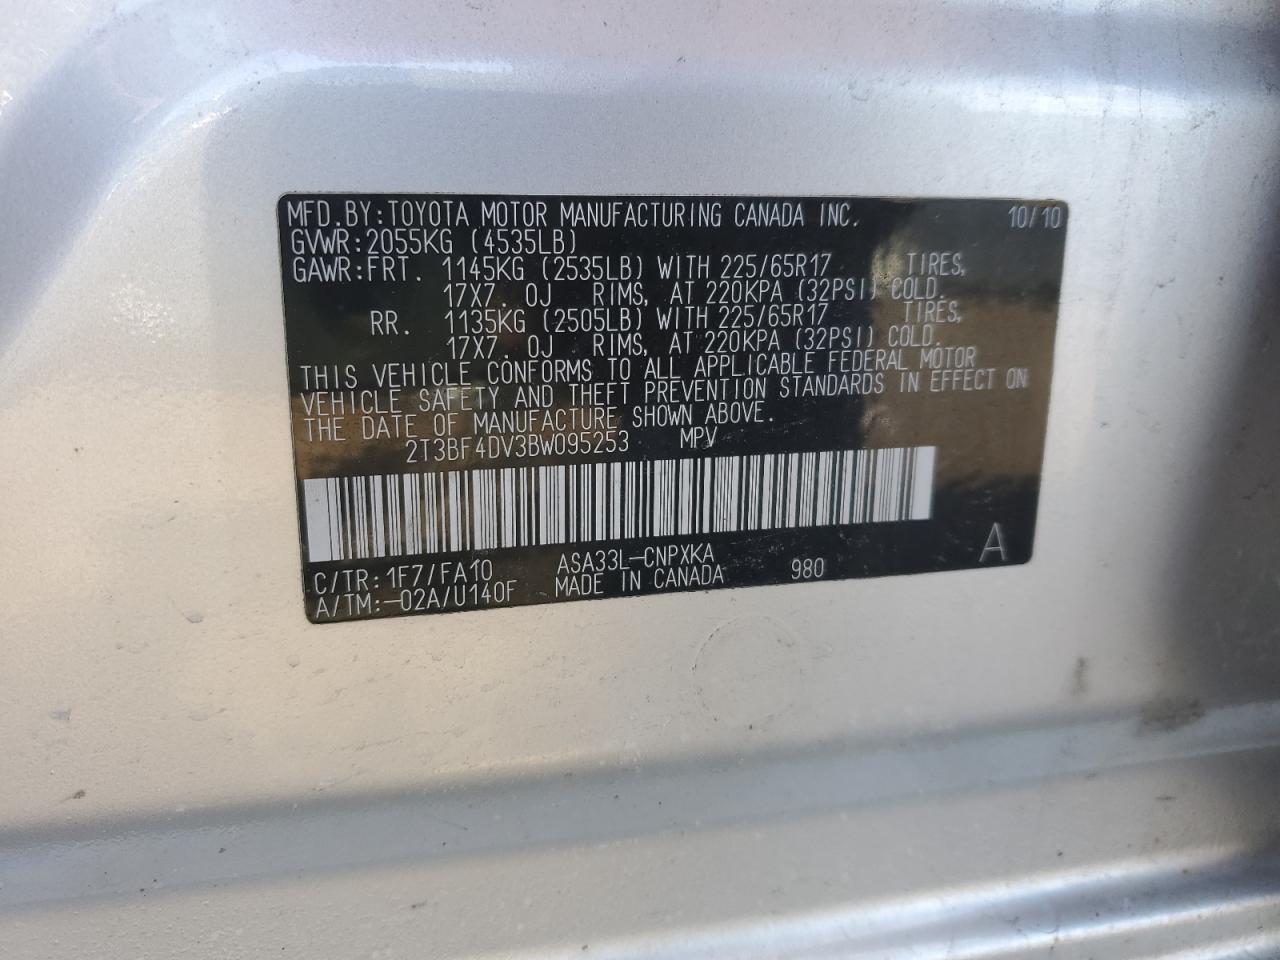 MFD.BY:TOYOTA MOTOR MANUFACTURING CANADA INC. 10/10
GVWR:2055KG (4535LB)
GAWR:FRT. 1145KG (2535LB) WITH 225/65R17 TIRES,
17X7.0J RIMS, AT 220KPA (32PSI) COLD.
RR. 1135KG (2505LB) WITH 225/65R17 TIRES,
17X7.0J RIMS, AT 220KPA (32PSI) COLD.
THIS VEHICLE CONFORMS TO ALL APPLICABLE FEDERAL MOTOR
VEHICLE SAFETY AND THEFT PREVENTION STANDARDS IN EFFECT ON
THE DATE OF MANUFACTURE SHOWN ABOVE.
2T3BF4DV3BW095253 MPV
C/TR:1F7/FA10 ASA33L-CNPXKA A
A/TM:-02A/U140F MADE IN CANADA 980